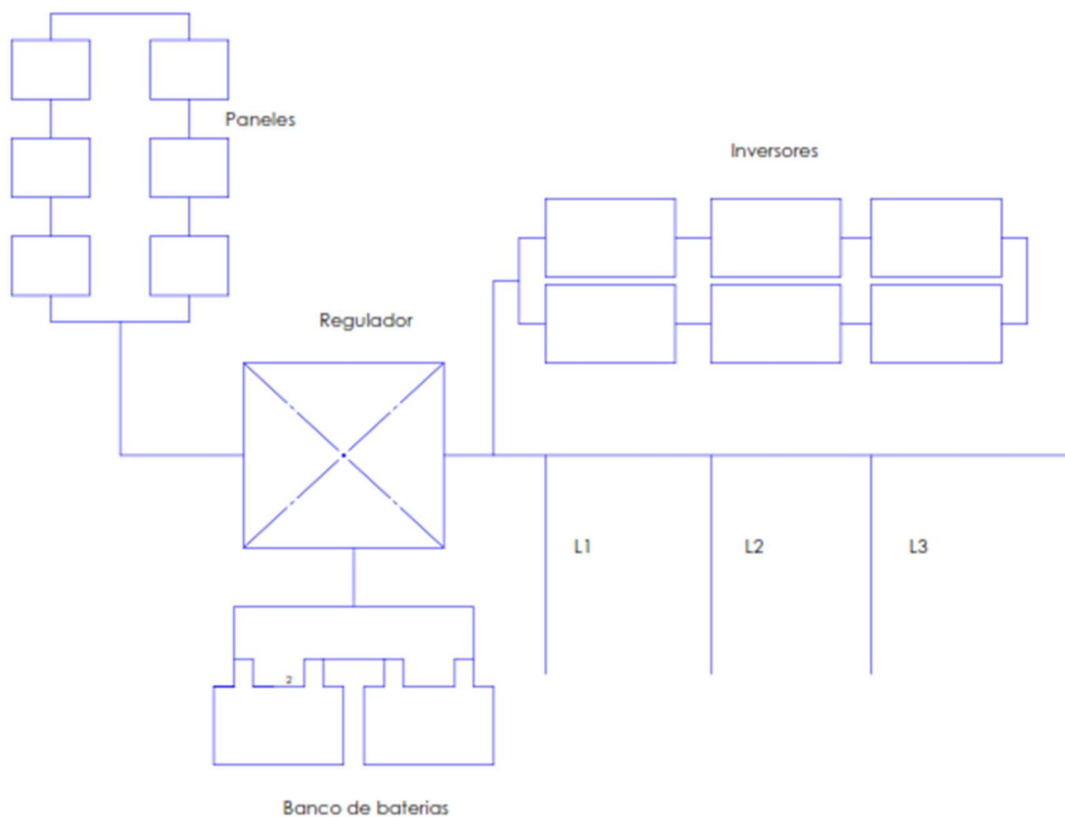 Paneles
Inversores
Regulador
L1
L2
L3
2
Banco de baterias